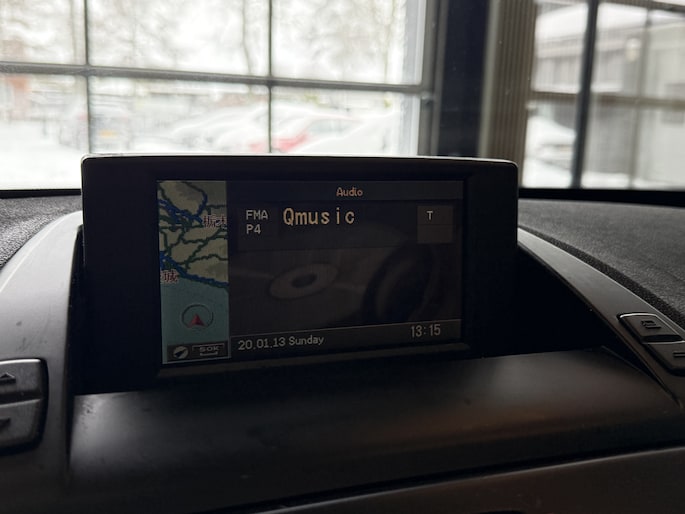 Audio
FMA
P4
Qmusic
T
20.01.13 Sunday
13:15